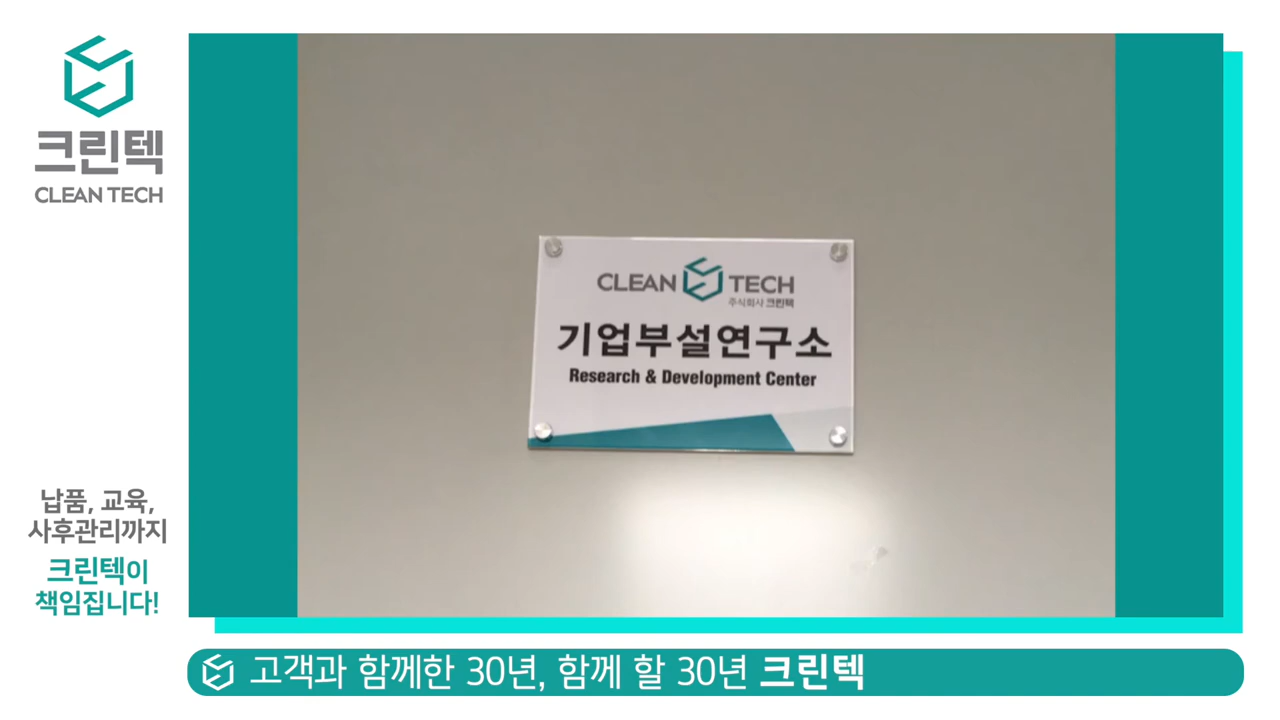 크린텍
CLEAN TECH
CLEAN TECH
주식회사 크린텍
기업부설연구소
Research & Development Center
납품, 교육,
사후관리까지
크린텍이
책임집니다!
고객과 함께한 30년, 함께 할 30년 크린텍